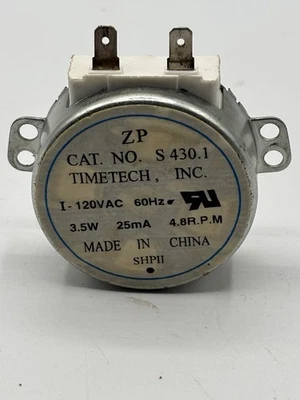 ZP
CAT. NO. S 430.1
TIMETECH, INC.
I - 120VAC 60Hz
3.5W 25mA 4.8R.P.M
MADE IN CHINA
SHPII